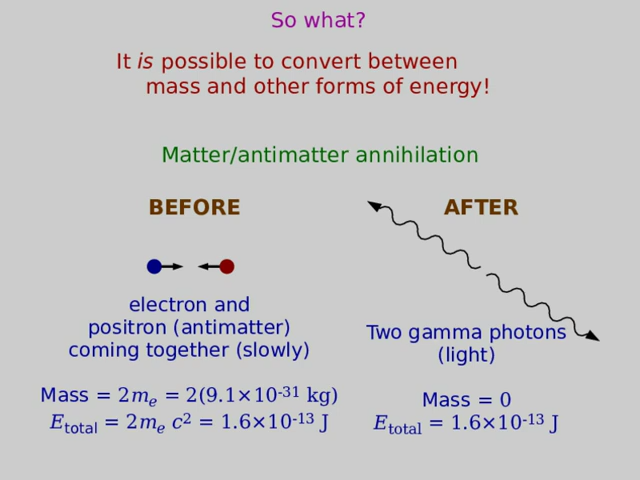 So what?
It is possible to convert between
mass and other forms of energy!
Matter/antimatter annihilation
BEFORE
AFTER
electron and
positron (antimatter)
coming together (slowly)
Mass = 2mₑ = 2(9.1×10⁻³¹ kg)
E_total = 2mₑ c² = 1.6×10⁻¹³ J
Two gamma photons
(light)
Mass = 0
E_total = 1.6×10⁻¹³ J